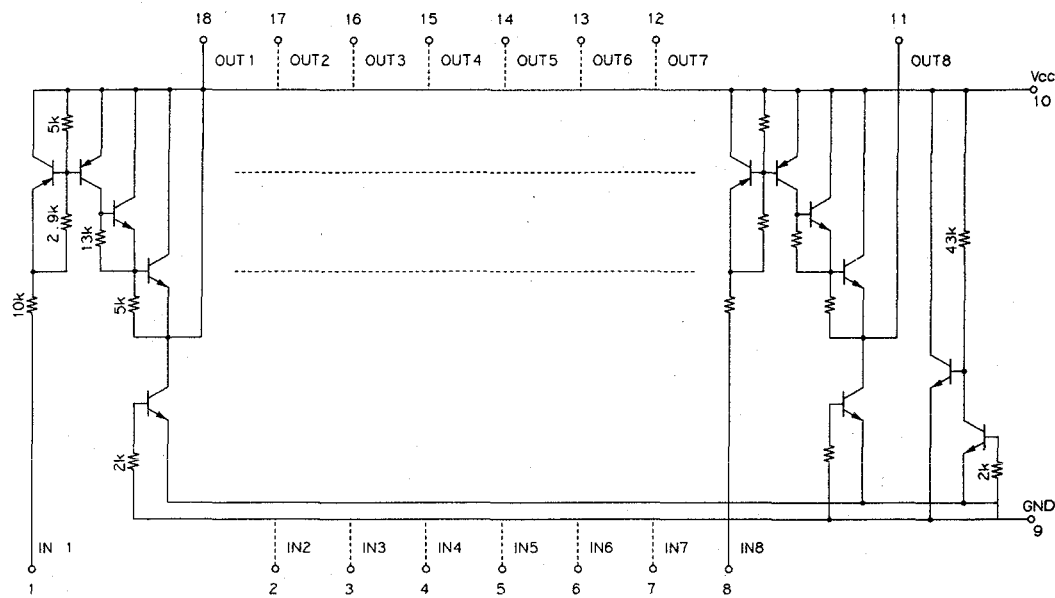 18 17 16 15 14 13 12 11
OUT1 OUT2 OUT3 OUT4 OUT5 OUT6 OUT7 OUT8
Vcc
10
5k
2.9k
13k
43k
10k
5k
2k
2k
GND
9
IN 1 IN2 IN3 IN4 IN5 IN6 IN7 IN8
1 2 3 4 5 6 7 8